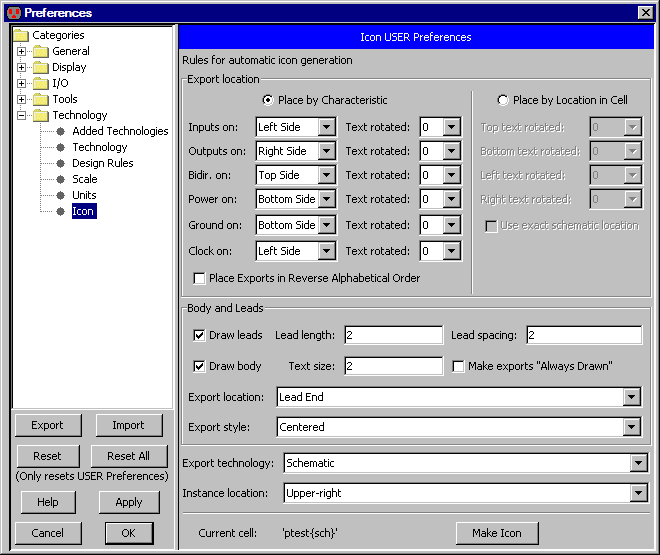 Preferences
Categories
General
Display
I/O
Tools
Technology
Added Technologies
Technology
Design Rules
Scale
Units
Icon
Export Import
Reset Reset All
(Only resets USER Preferences)
Help Apply
Cancel OK
Icon USER Preferences
Rules for automatic icon generation
Export location
Place by Characteristic
Inputs on: Left Side Text rotated: 0
Outputs on: Right Side Text rotated: 0
Bidir. on: Top Side Text rotated: 0
Power on: Bottom Side Text rotated: 0
Ground on: Bottom Side Text rotated: 0
Clock on: Left Side Text rotated: 0
Place Exports in Reverse Alphabetical Order
Place by Location in Cell
Top text rotated: 0
Bottom text rotated: 0
Left text rotated: 0
Right text rotated: 0
Use exact schematic location
Body and Leads
Draw leads Lead length: 2 Lead spacing: 2
Draw body Text size: 2 Make exports "Always Drawn"
Export location: Lead End
Export style: Centered
Export technology: Schematic
Instance location: Upper-right
Current cell: 'ptest{sch}' Make Icon